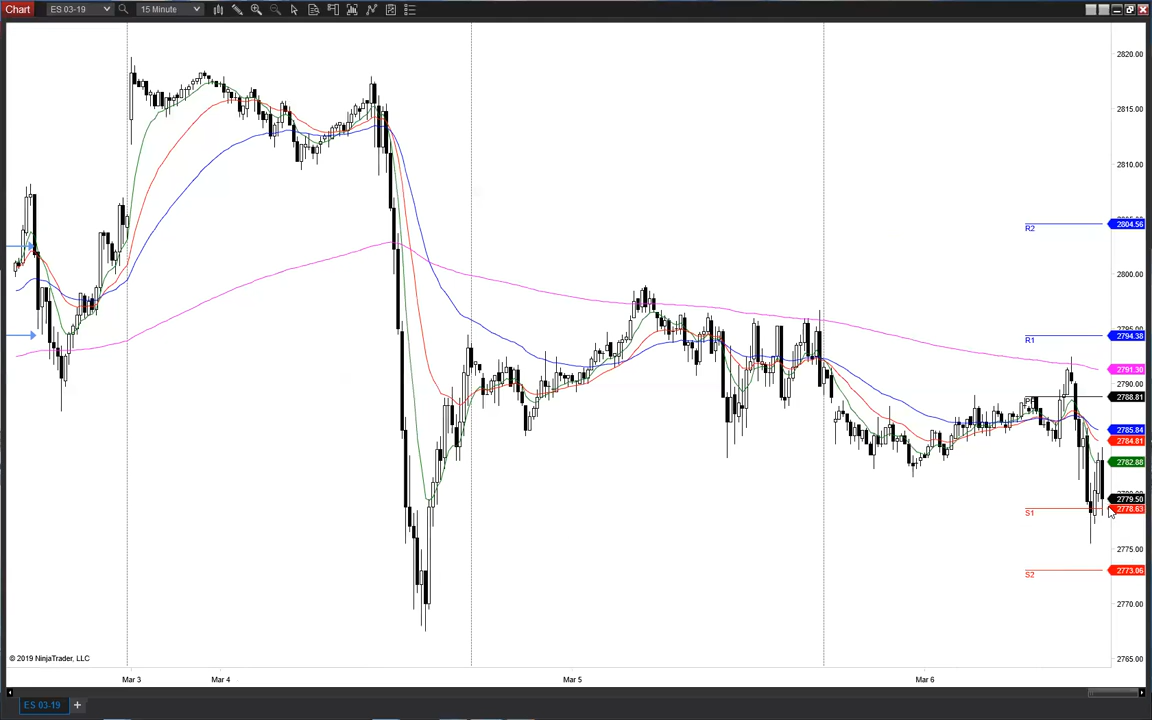 Chart ES 03-19 15 Minute
2820.00
2815.00
2810.00
R2 2804.56
2800.00
2795.00
R1 2794.38
2791.30
2790.00
PP 2788.81
2785.84
2784.81
2782.88
2779.50
S1 2778.63
2775.00
S2 2773.06
2770.00
2765.00
© 2019 NinjaTrader, LLC
Mar 3 Mar 4 Mar 5 Mar 6
ES 03-19 +